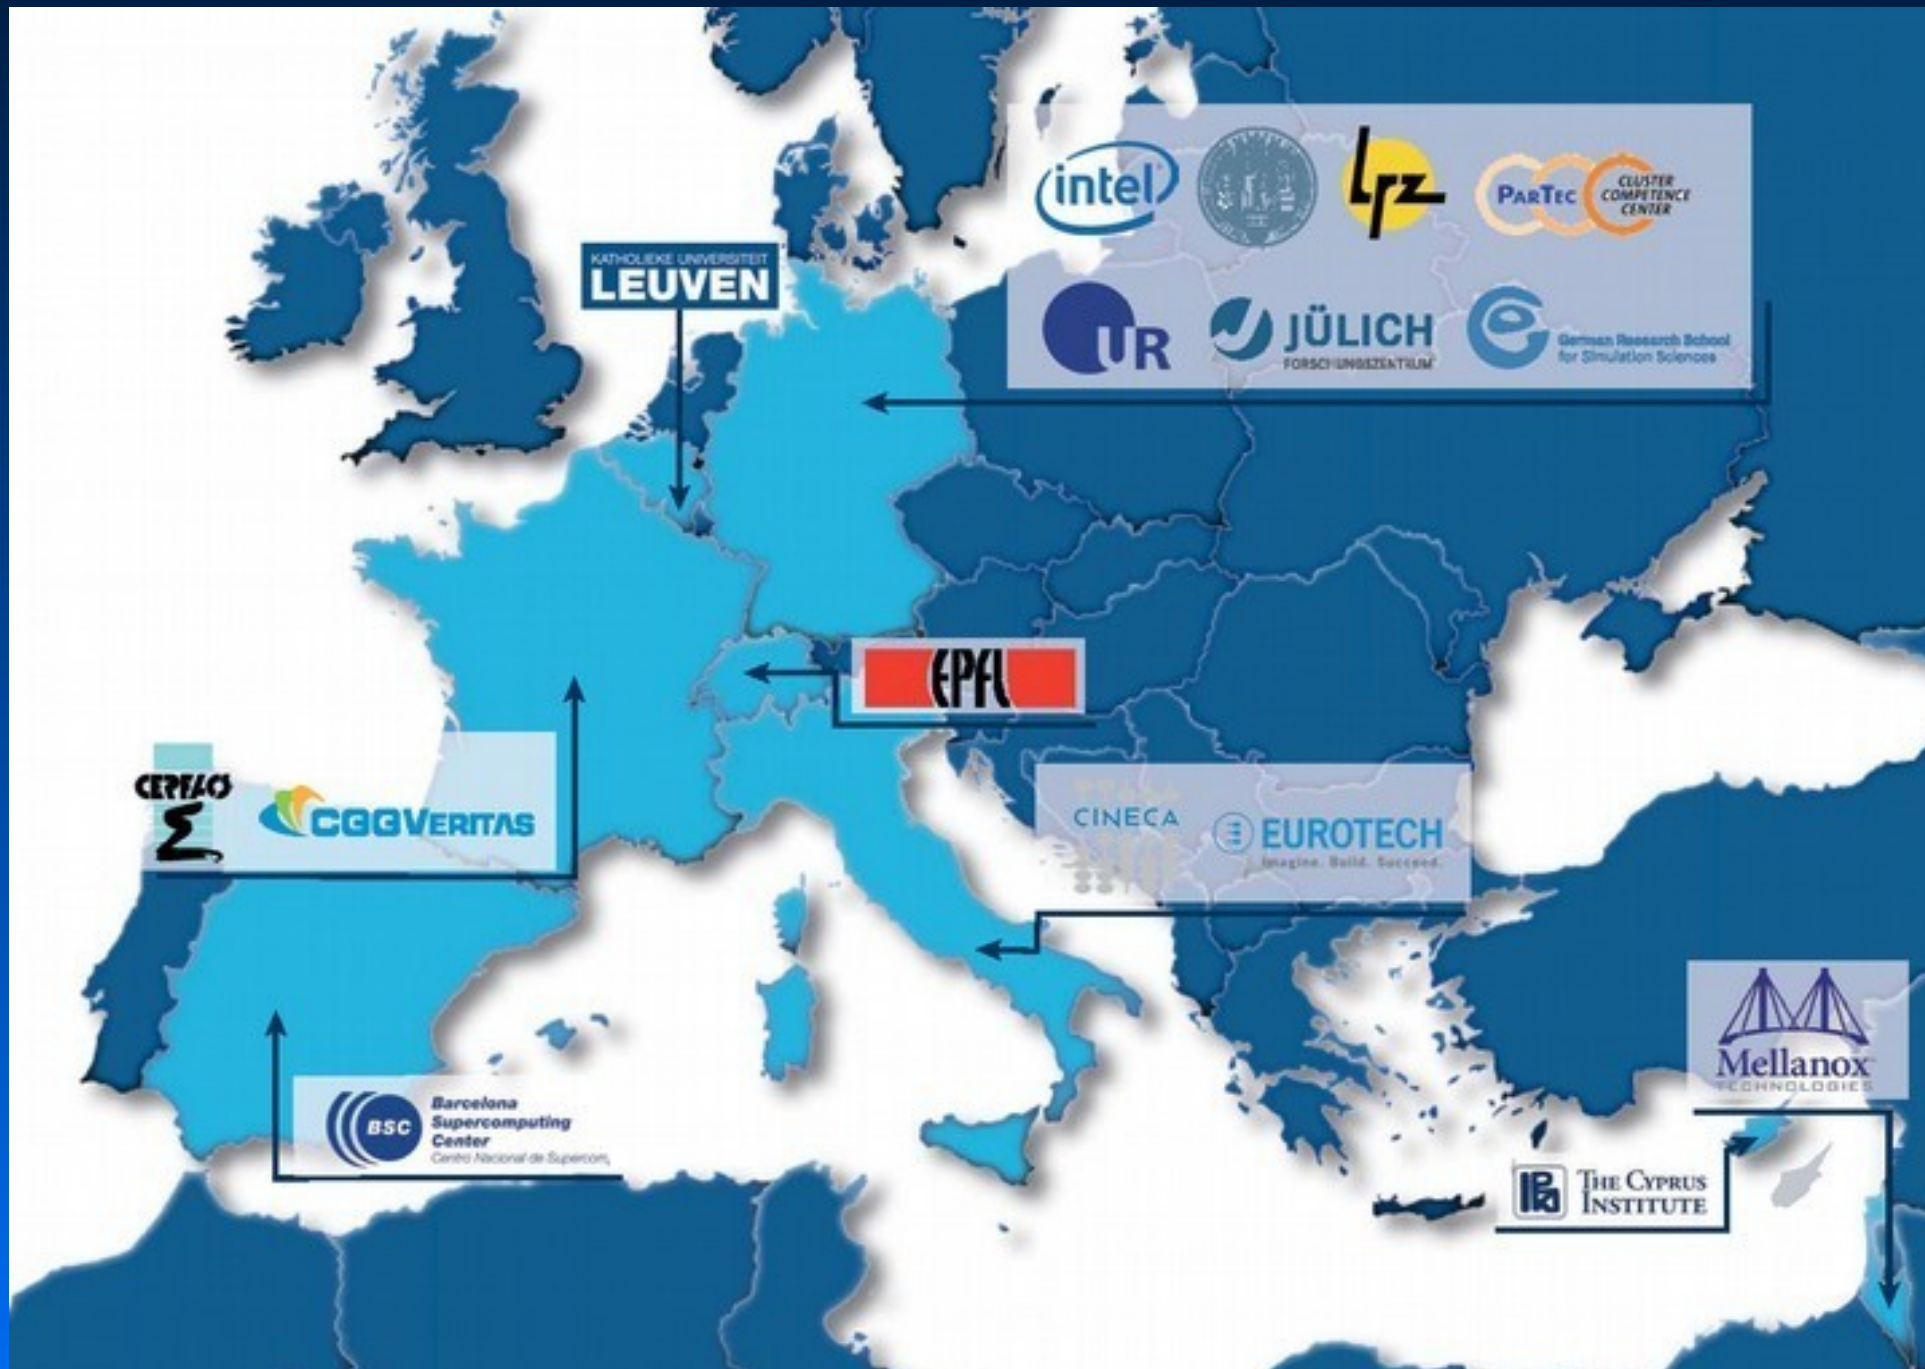 intel
lrz
PARTEC
CLUSTER
COMPETENCE
CENTER
KATHOLIEKE UNIVERSITEIT
LEUVEN
UR
JÜLICH
FORSCHUNGSZENTRUM
German Research School
for Simulation Sciences
EPFL
CERFACS
CGGVERITAS
CINECA
EUROTECH
Imagine. Build. Succeed.
Mellanox
TECHNOLOGIES
BSC
Barcelona
Supercomputing
Center
Centro Nacional de Supercom
THE CYPRUS
INSTITUTE